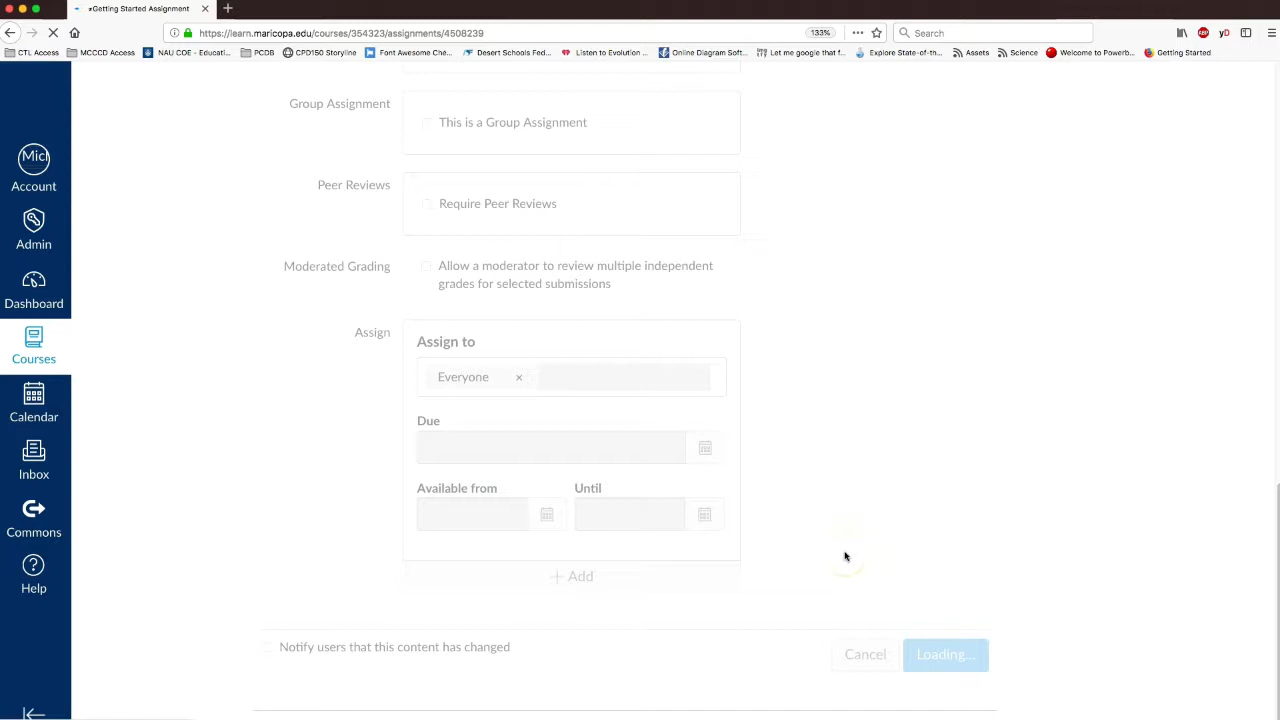 Getting Started Assignment
https://learn.maricopa.edu/courses/354323/assignments/4508239
133%
Search
CTL Access
MCCCD Access
NAU UOE - Educati...
PCDB
CPD150 Storyline
Font Awesome Che...
Desert Schools Fed...
Listen to Evolution ...
Online Diagram Soft...
Let me google that f...
Explore State-of-th...
Assets
Science
Welcome to Powerb...
Getting Started
Group Assignment
This is a Group Assignment
Peer Reviews
Require Peer Reviews
Moderated Grading
Allow a moderator to review multiple independent
grades for selected submissions
Assign
Assign to
Everyone ×
Due
Available from
Until
+ Add
Notify users that this content has changed
Cancel
Loading...
Account
Admin
Dashboard
Courses
Calendar
Inbox
Commons
Help